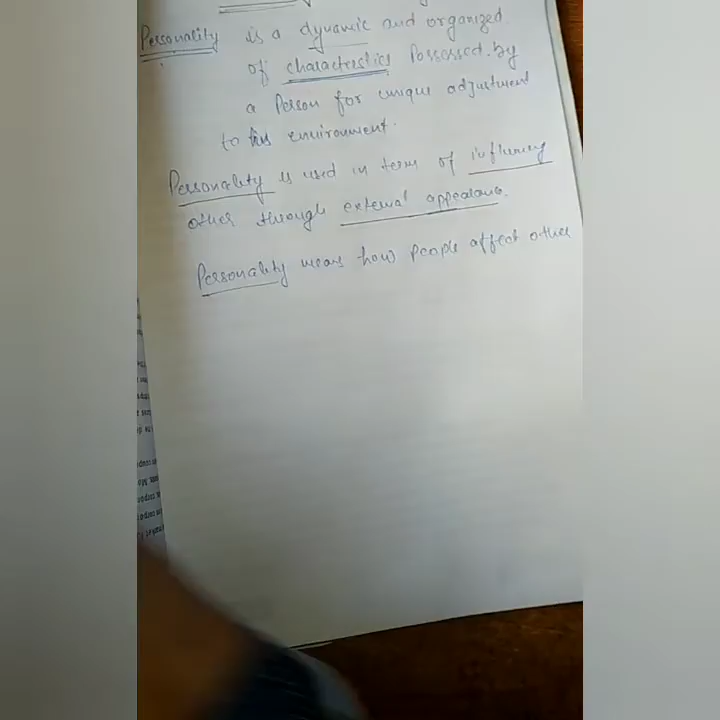 Personality is a dynamic and organized
of characteristics Possessed by
a Person for unique adjustment
to his environment.
Personality is used in term of influning
other through external appearance.
Personality means how people affect other